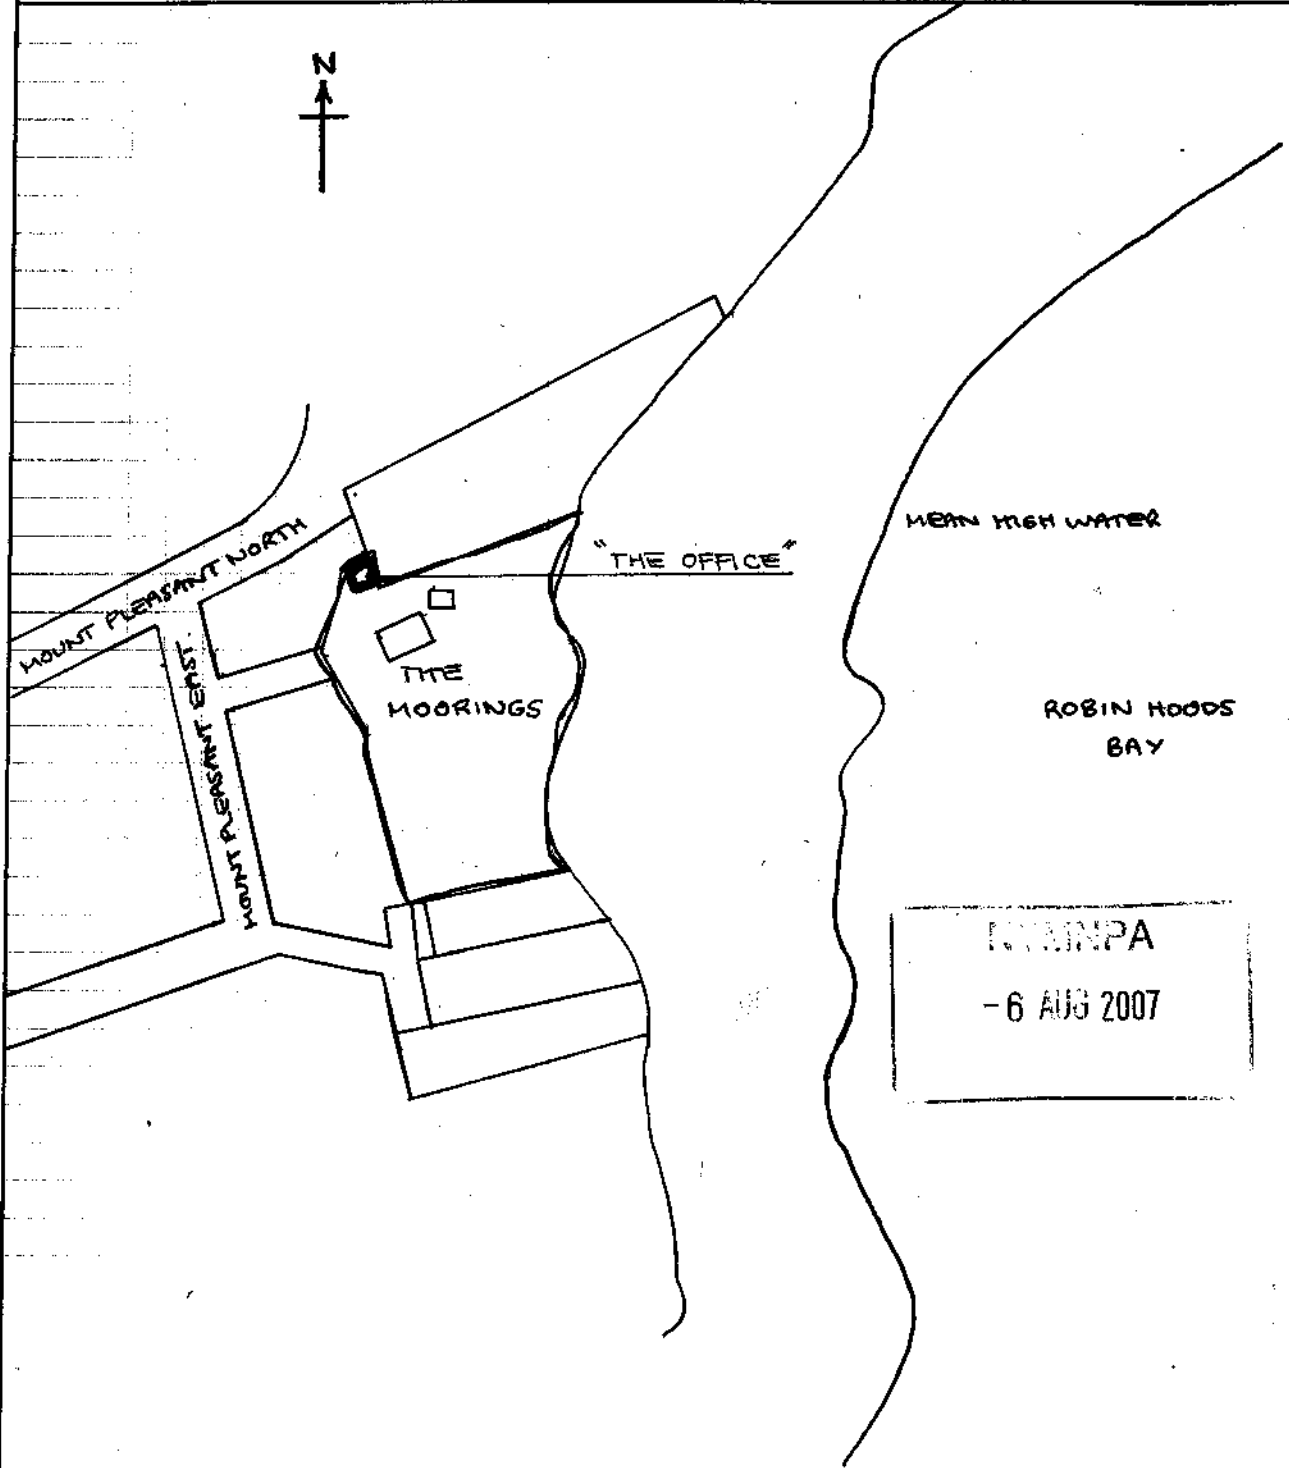 N
MEAN HIGH WATER
"THE OFFICE"
MOUNT PLEASANT NORTH
MOUNT PLEASANT EAST
THE
MOORINGS
ROBIN HOODS
BAY
NYMNPA
-6 AUG 2007